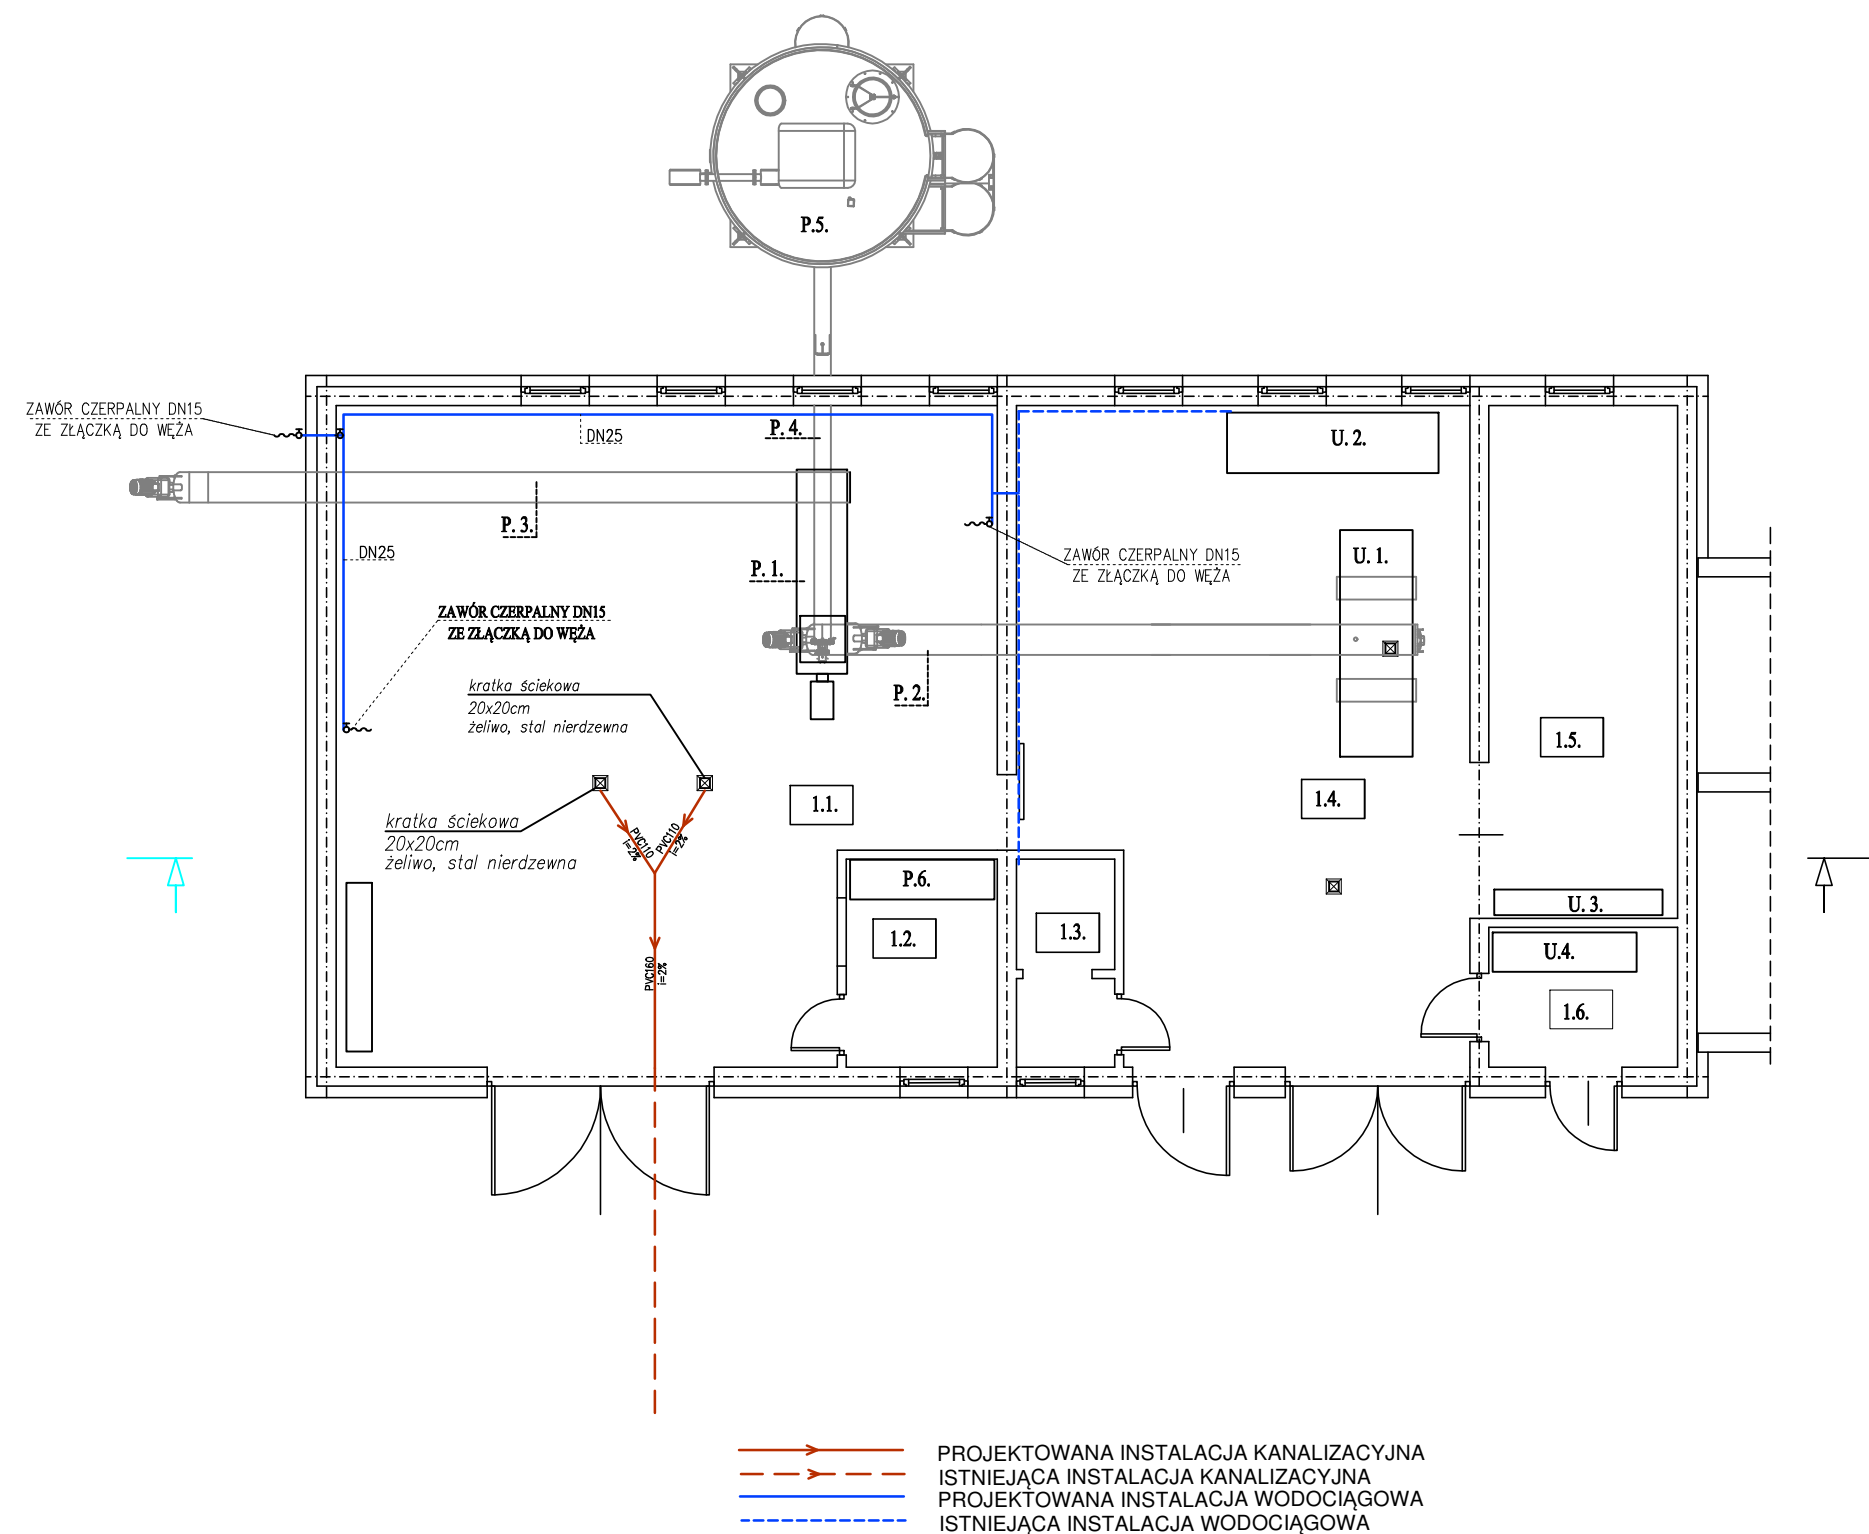 P.5.
ZAWÓR CZERPALNY DN15
ZE ZŁĄCZKĄ DO WĘŻA
DN25
P. 4.
U. 2.
P. 3.
DN25
P. 1.
ZAWÓR CZERPALNY DN15
ZE ZŁĄCZKĄ DO WĘŻA
U. 1.
ZAWÓR CZERPALNY DN15
ZE ZŁĄCZKĄ DO WĘŻA
kratka ściekowa
20x20cm
żeliwo, stal nierdzewna
P. 2.
1.5.
1.1.
1.4.
kratka ściekowa
20x20cm
żeliwo, stal nierdzewna
PVC110
i=2%
PVC110
i=2%
P.6.
U. 3.
1.2.
1.3.
U.4.
PVC160
i=2%
1.6.
PROJEKTOWANA INSTALACJA KANALIZACYJNA
ISTNIEJĄCA INSTALACJA KANALIZACYJNA
PROJEKTOWANA INSTALACJA WODOCIĄGOWA
ISTNIEJĄCA INSTALACJA WODOCIĄGOWA